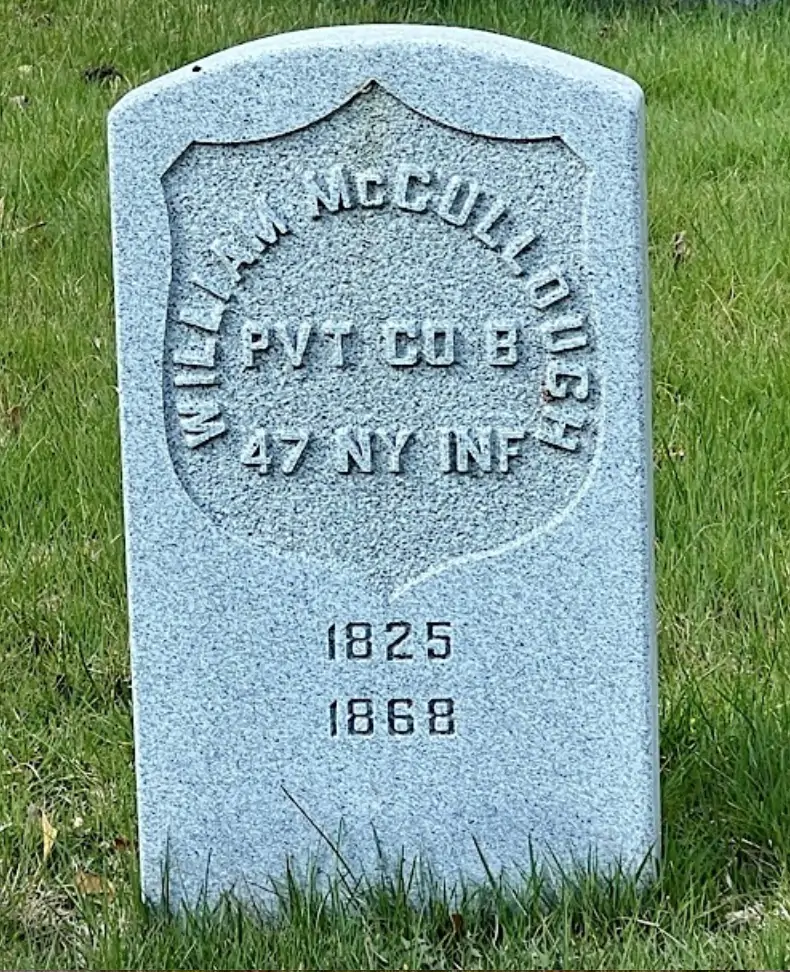 WILLIAM McCULLOUGH
PVT CO B
47 NY INF
1825
1868